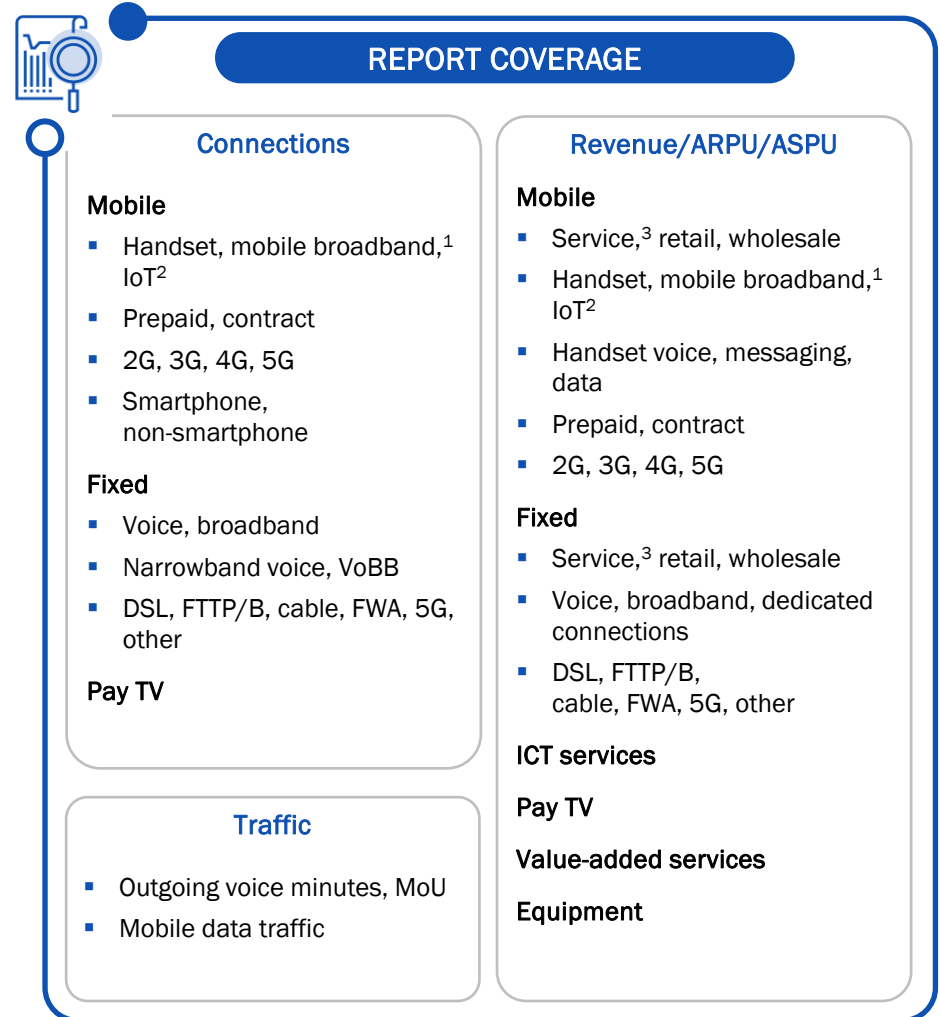 REPORT COVERAGE
Connections
Mobile
▪ Handset, mobile broadband,¹
IoT²
▪ Prepaid, contract
▪ 2G, 3G, 4G, 5G
▪ Smartphone,
non-smartphone
Fixed
▪ Voice, broadband
▪ Narrowband voice, VoBB
▪ DSL, FTTP/B, cable, FWA, 5G,
other
Pay TV
Traffic
▪ Outgoing voice minutes, MoU
▪ Mobile data traffic
Revenue/ARPU/ASPU
Mobile
▪ Service,³ retail, wholesale
▪ Handset, mobile broadband,¹
IoT²
▪ Handset voice, messaging,
data
▪ Prepaid, contract
▪ 2G, 3G, 4G, 5G
Fixed
▪ Service,³ retail, wholesale
▪ Voice, broadband, dedicated
connections
▪ DSL, FTTP/B,
cable, FWA, 5G, other
ICT services
Pay TV
Value-added services
Equipment